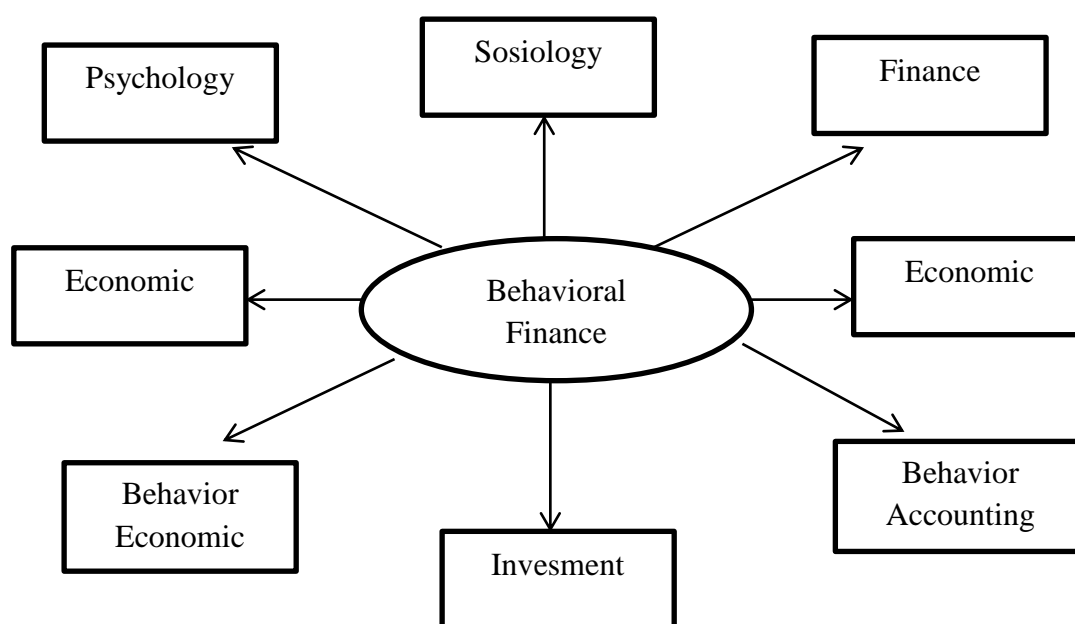 Sosiology
Psychology
Finance
Economic
Behavioral
Finance
Economic
Behavior
Economic
Behavior
Accounting
Invesment